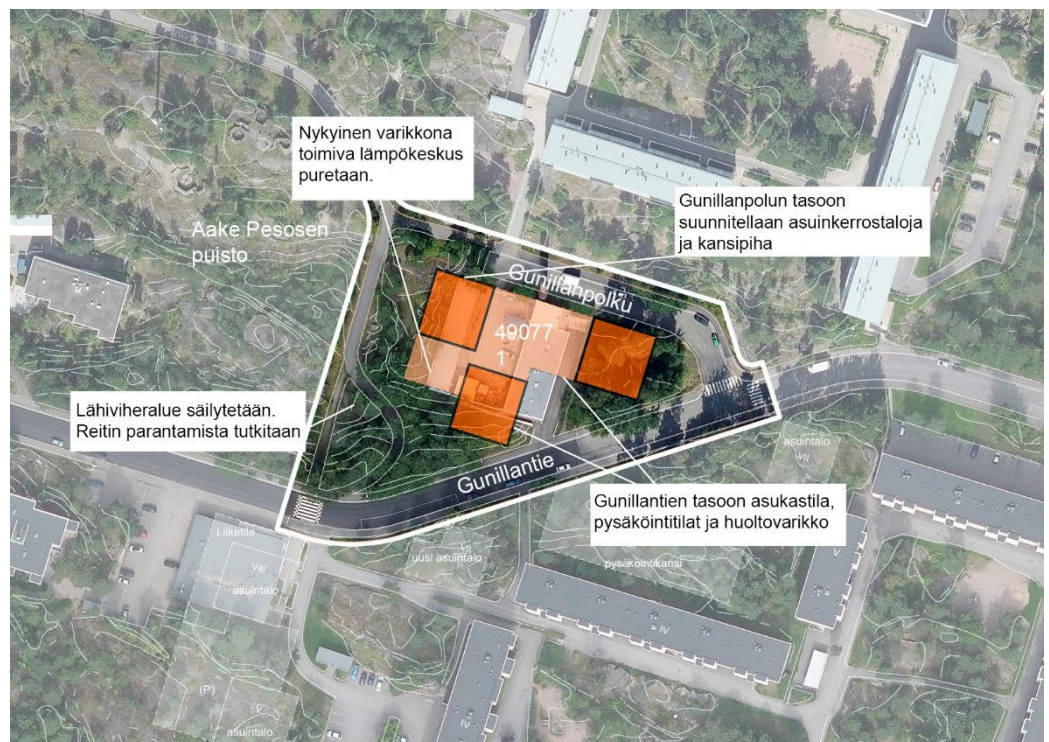 Nykyinen varikkona
toimiva lämpökeskus
puretaan.
Gunillanpolun tasoon
suunnitellaan asuinkerrostaloja
ja kansipiha
Aake Pesosen
puisto
Gunillanpolku
49077
1
Lähiviheralue säilytetään.
Reitin parantamista tutkitaan
Gunillantie
asuintalo
VII
Gunillantien tasoon asukastila,
pysäköintitilat ja huoltovarikko
Liiketila
VIII
asuintalo
uusi asuintalo
pysäköintikansi
V
IV
(P)
V
IV
asuintalo